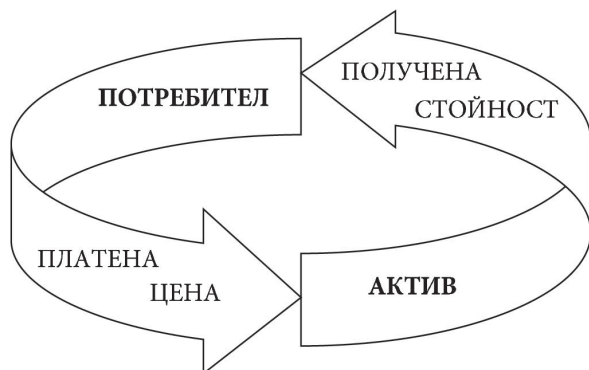 ПОТРЕБИТЕЛ
ПОЛУЧЕНА
СТОЙНОСТ
ПЛАТЕНА
ЦЕНА
АКТИВ